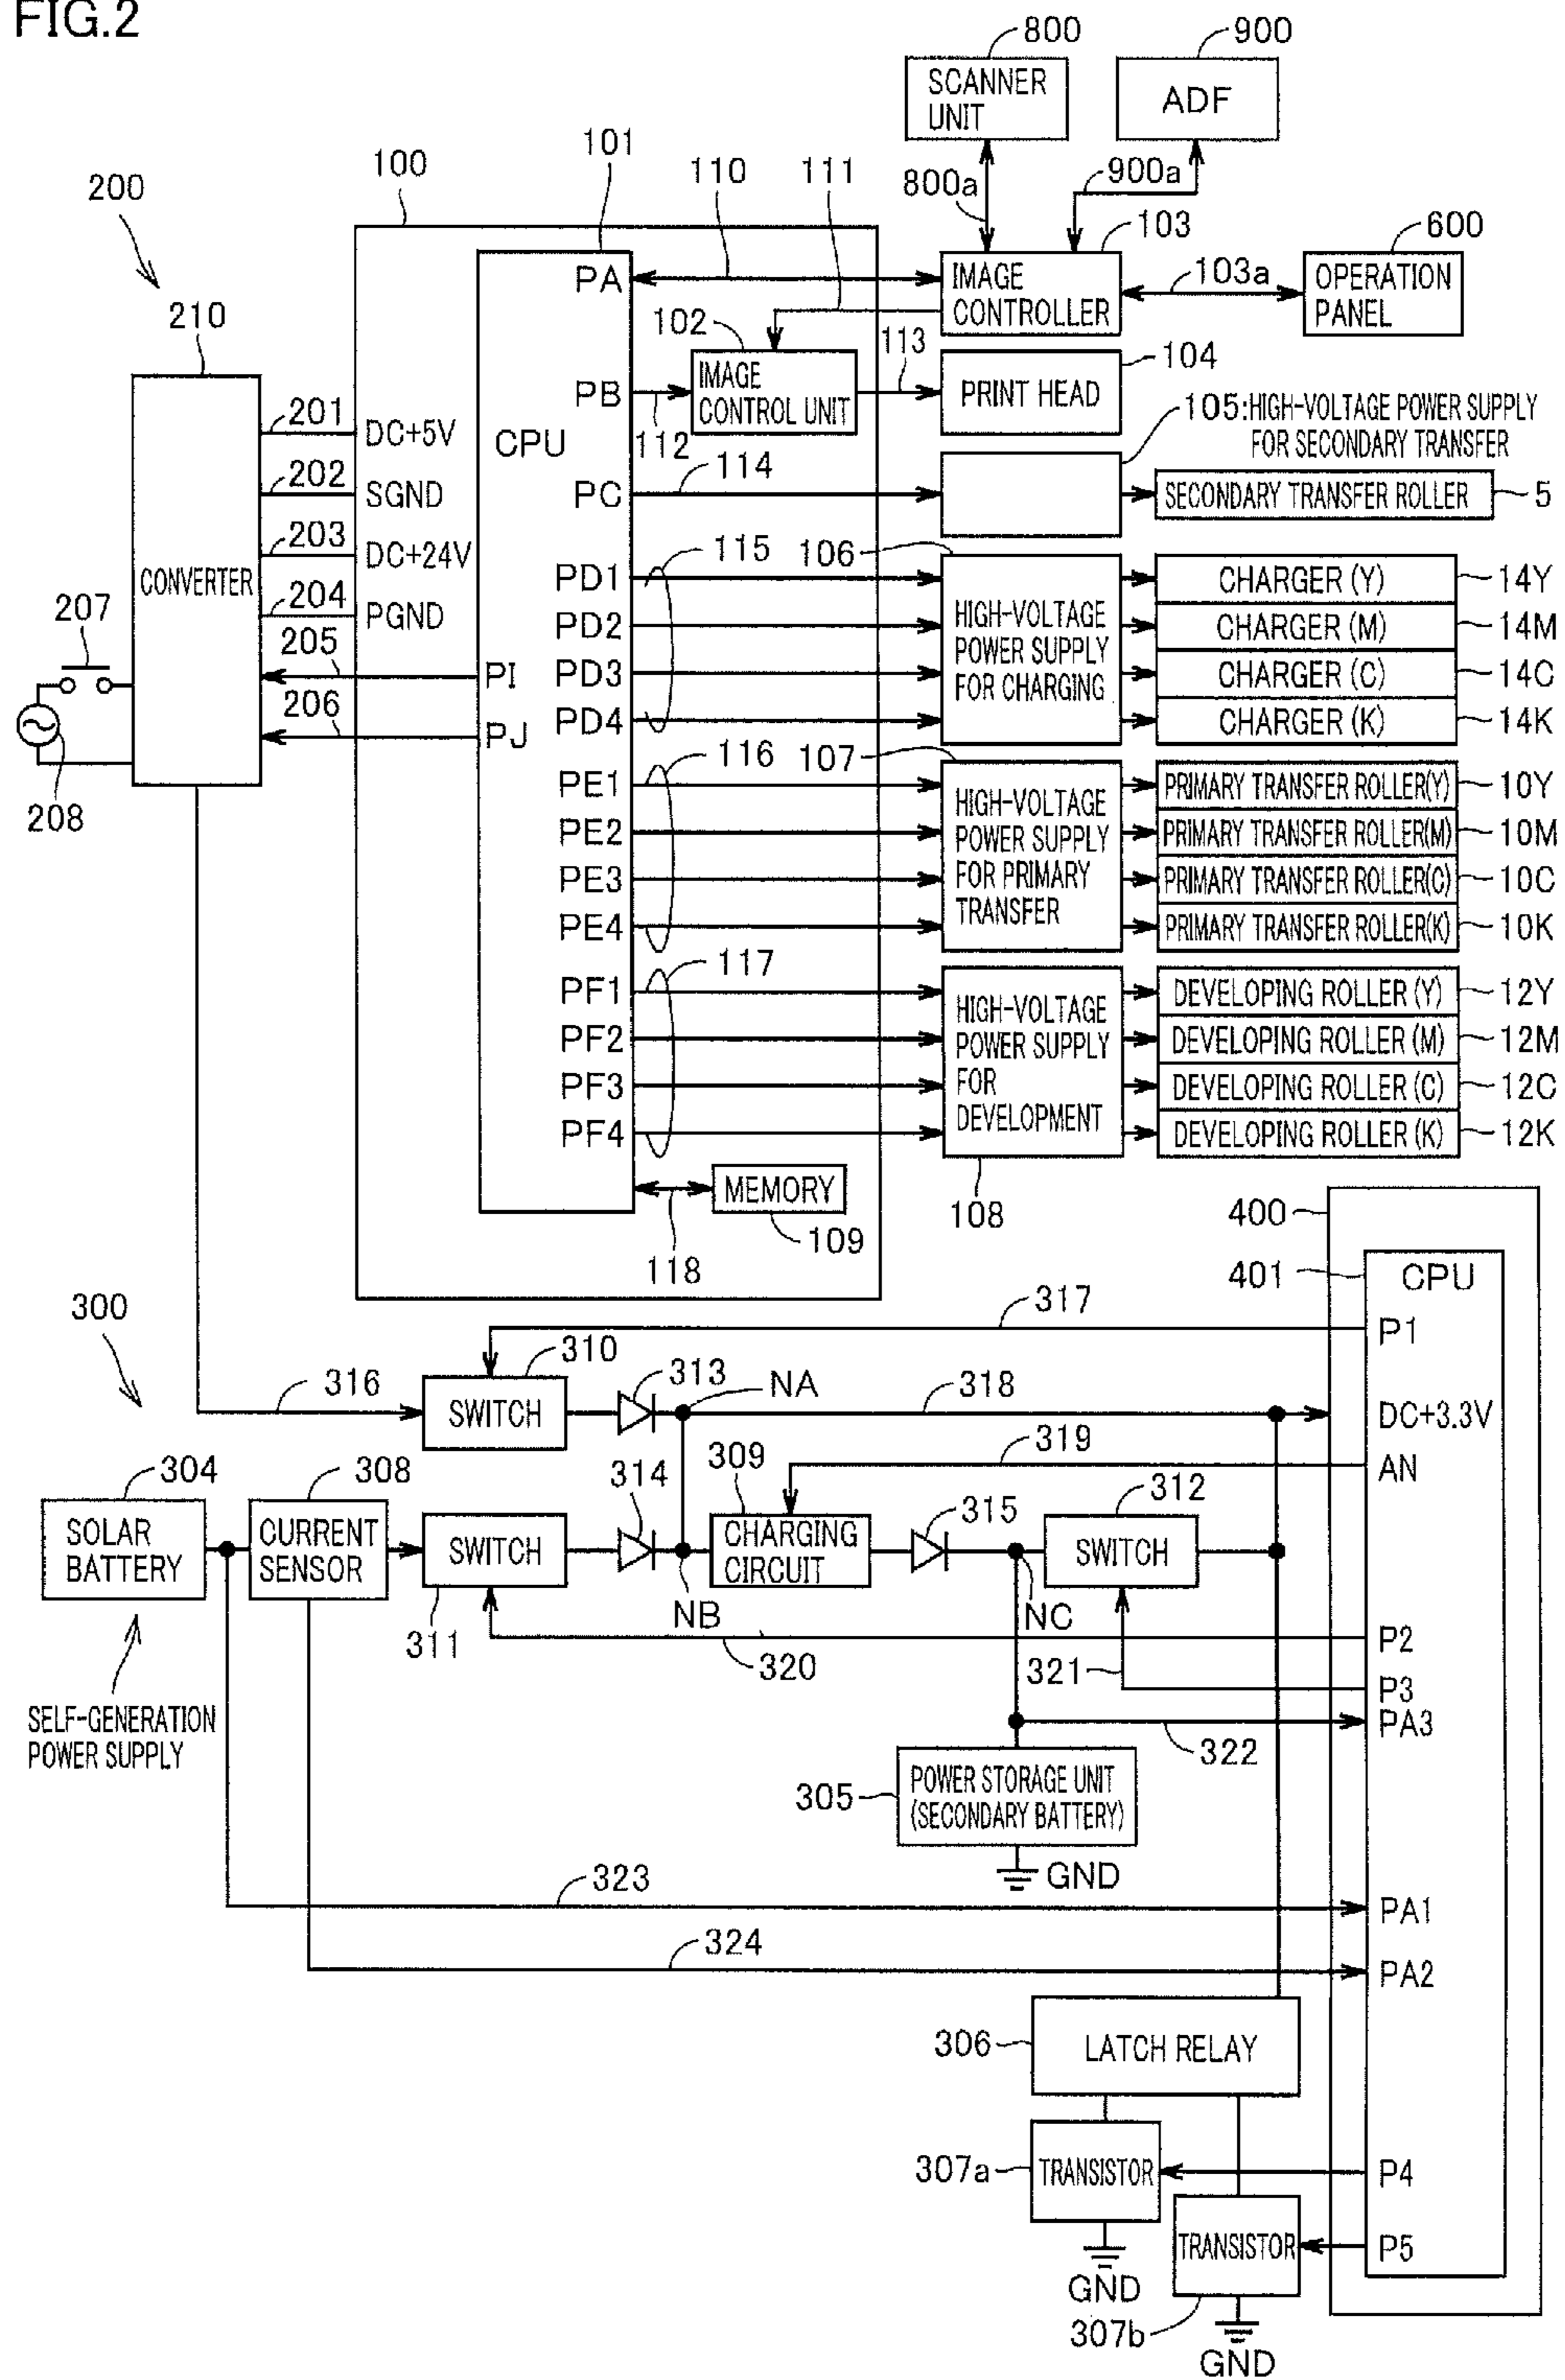 FIG.2
800
900
SCANNER
UNIT
ADF
101
100
110
111
800a
900a
200
103
600
PA
IMAGE
CONTROLLER
103a
OPERATION
PANEL
210
102
113
104
PB
IMAGE
CONTROL UNIT
PRINT HEAD
112
105:HIGH-VOLTAGE POWER SUPPLY
FOR SECONDARY TRANSFER
201
DC+5V
CPU
114
202
SGND
PC
SECONDARY TRANSFER ROLLER
5
203
DC+24V
115
106
CONVERTER
PD1
CHARGER (Y)
14Y
204
PGND
207
PD2
HIGH-VOLTAGE
POWER SUPPLY
FOR CHARGING
CHARGER (M)
14M
205
PI
PD3
CHARGER (C)
14C
206
PD4
CHARGER (K)
14K
PJ
208
116
107
PE1
PRIMARY TRANSFER ROLLER(Y)
10Y
PE2
HIGH-VOLTAGE
POWER SUPPLY
FOR PRIMARY
TRANSFER
PRIMARY TRANSFER ROLLER(M)
10M
PE3
PRIMARY TRANSFER ROLLER(C)
10C
PE4
PRIMARY TRANSFER ROLLER(K)
10K
117
PF1
DEVELOPING ROLLER (Y)
12Y
PF2
HIGH-VOLTAGE
POWER SUPPLY
FOR
DEVELOPMENT
DEVELOPING ROLLER (M)
12M
PF3
DEVELOPING ROLLER (C)
12C
PF4
DEVELOPING ROLLER (K)
12K
MEMORY
108
400
109
118
401
CPU
300
317
P1
310
316
SWITCH
313
NA
318
DC+3.3V
319
AN
304
308
314
309
315
312
SOLAR
BATTERY
CURRENT
SENSOR
SWITCH
CHARGING
CIRCUIT
SWITCH
311
NB
NC
320
P2
321
P3
PA3
322
SELF-GENERATION
POWER SUPPLY
305
POWER STORAGE UNIT
(SECONDARY BATTERY)
GND
323
PA1
324
PA2
306
LATCH RELAY
307a
TRANSISTOR
P4
TRANSISTOR
P5
GND
307b
GND